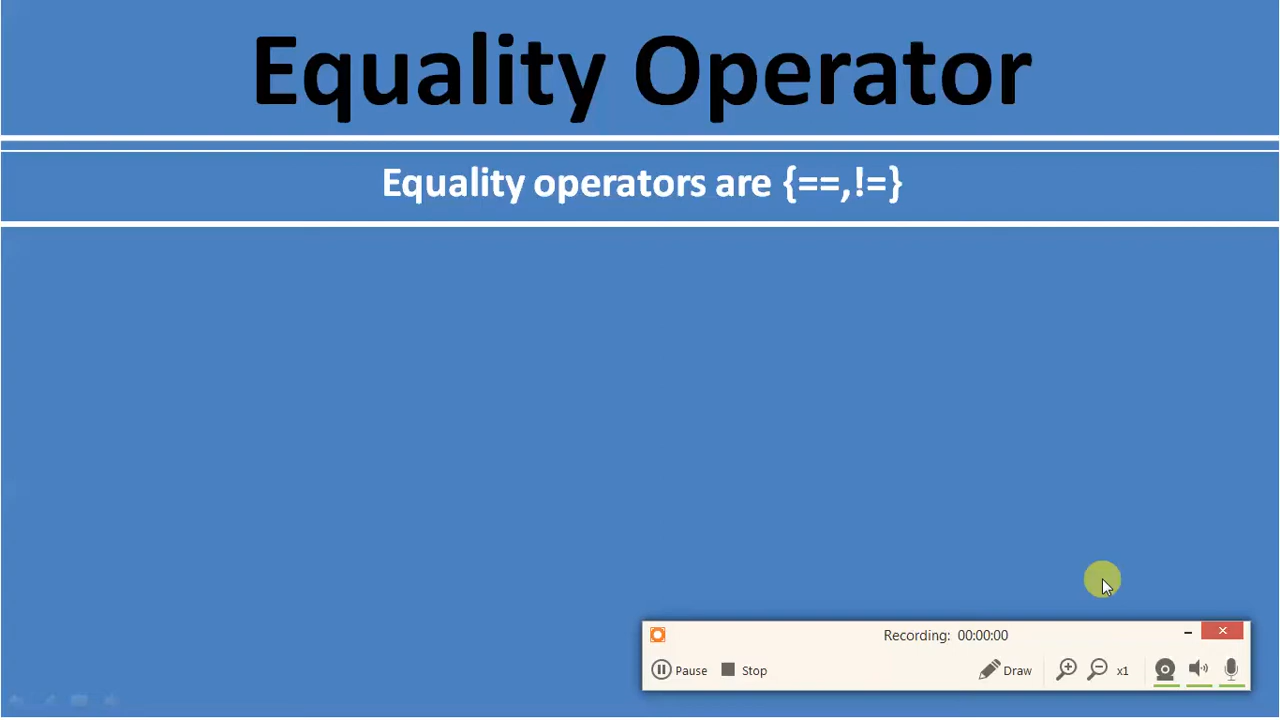 Equality Operator
Equality operators are {==,!=}
Recording: 00:00:00
Pause Stop Draw x1